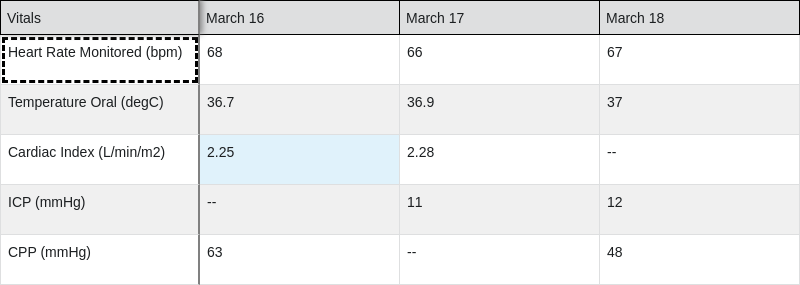 Vitals March 16 March 17 March 18
Heart Rate Monitored (bpm) 68 66 67
Temperature Oral (degC) 36.7 36.9 37
Cardiac Index (L/min/m2) 2.25 2.28 --
ICP (mmHg) -- 11 12
CPP (mmHg) 63 -- 48